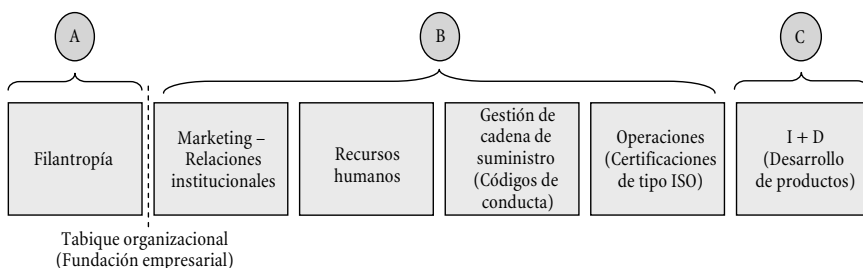 A
B
C
Filantropía
Marketing –
Relaciones
institucionales
Recursos
humanos
Gestión de
cadena de
suministro
(Códigos de
conducta)
Operaciones
(Certificaciones
de tipo ISO)
I + D
(Desarrollo
de productos)
Tabique organizacional
(Fundación empresarial)